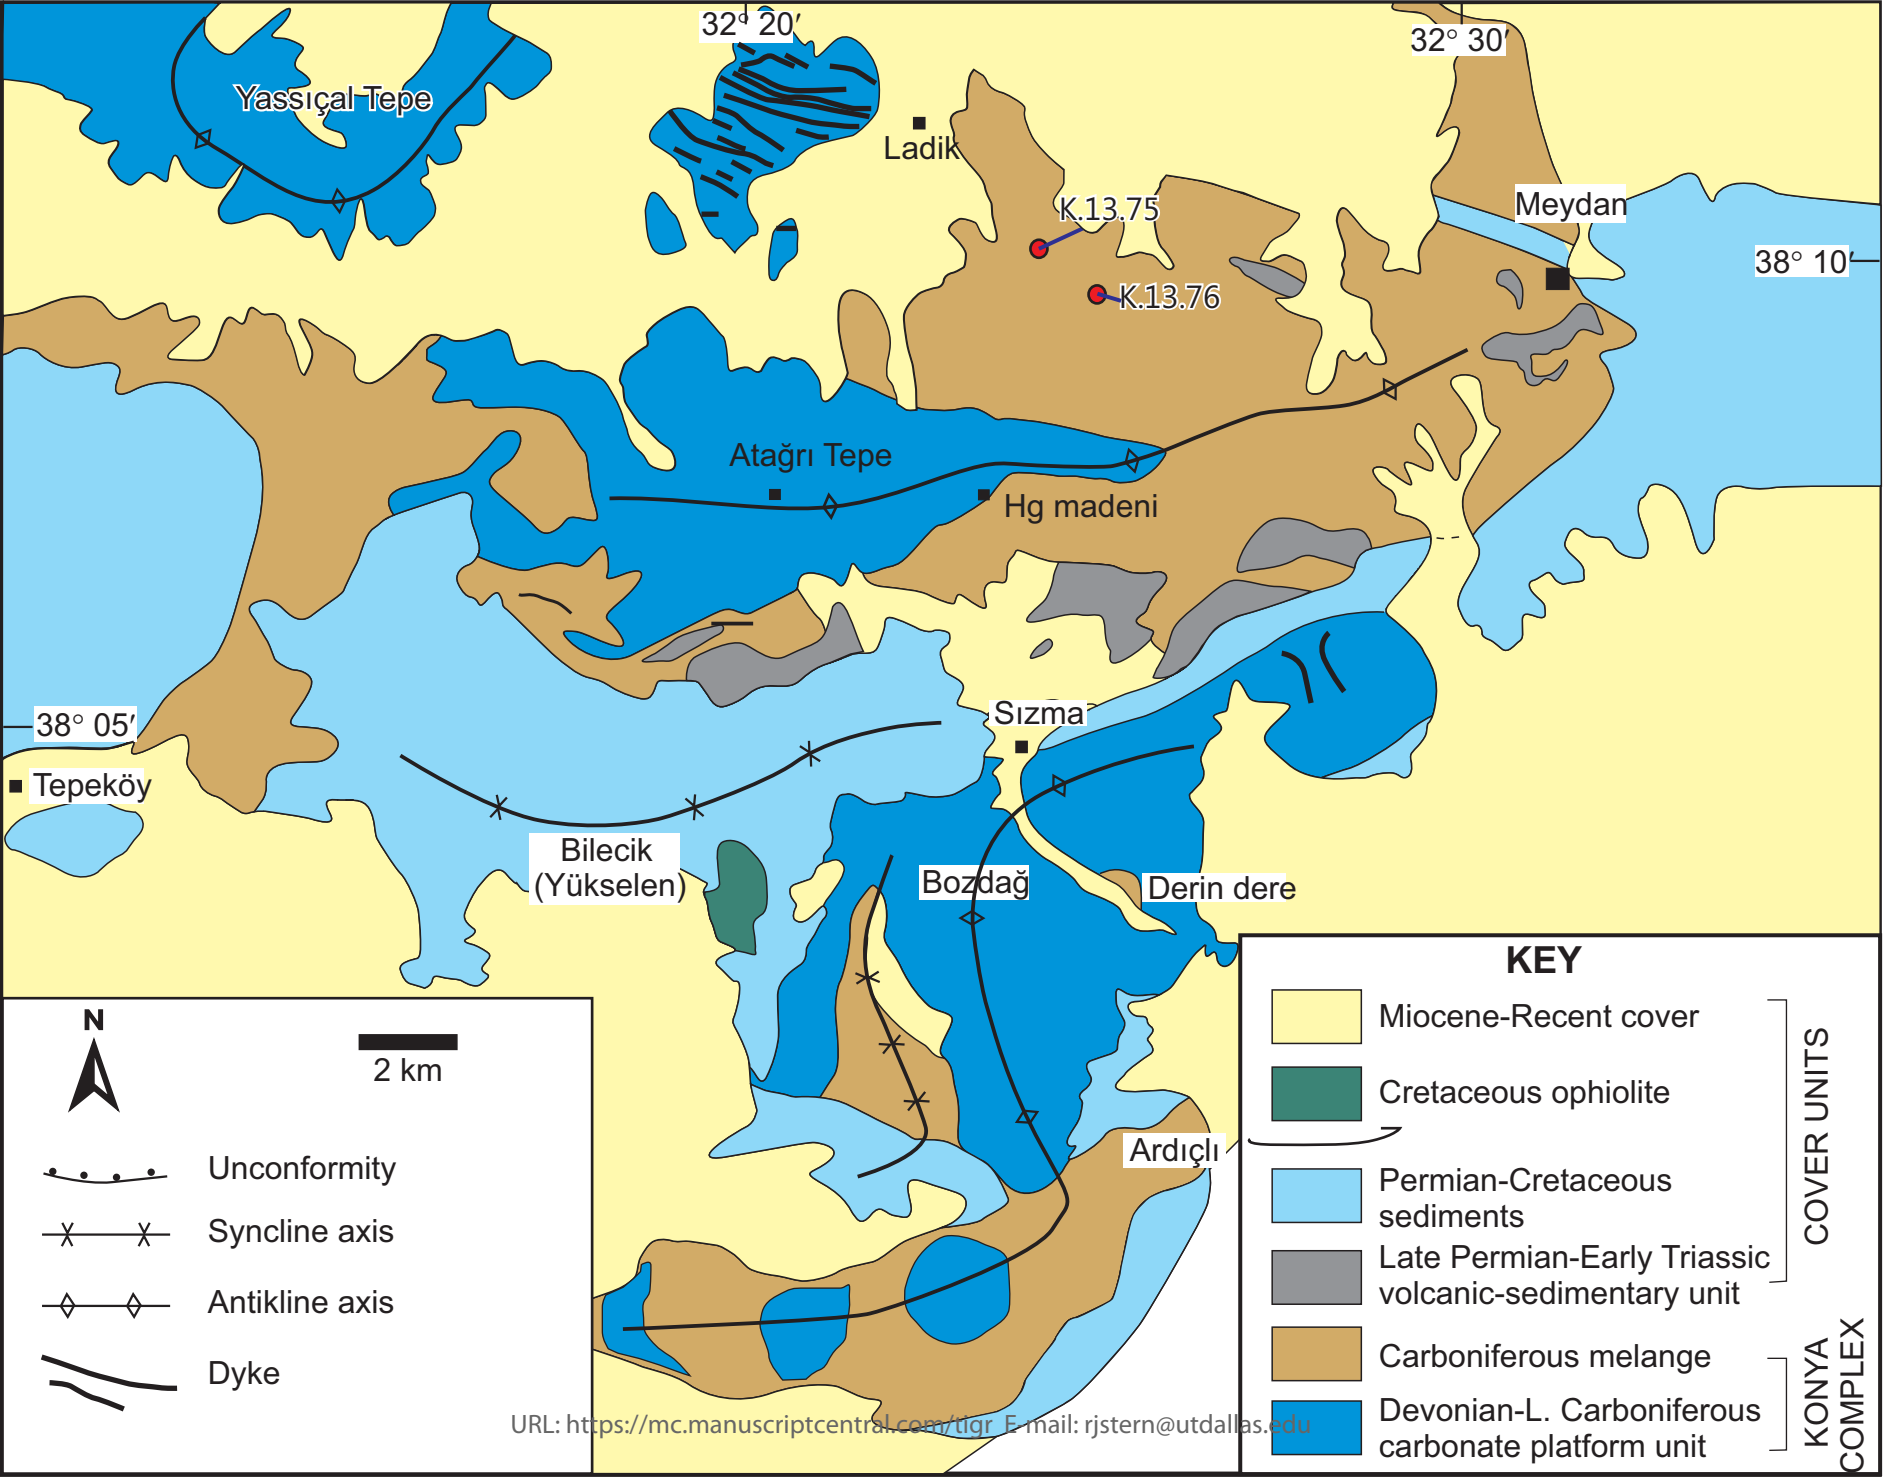 32° 20′
32° 30′
Yassıçal Tepe
Ladik
K.13.75
Meydan
38° 10′
K.13.76
Atağrı Tepe
Hg madeni
38° 05′
Sızma
Tepeköy
Bilecik
(Yükselen)
Bozdağ
Derin dere
Ardıçlı
N
2 km
Unconformity
Syncline axis
Antikline axis
Dyke
KEY
Miocene-Recent cover
Cretaceous ophiolite
Permian-Cretaceous
sediments
Late Permian-Early Triassic
volcanic-sedimentary unit
Carboniferous melange
Devonian-L. Carboniferous
carbonate platform unit
COVER UNITS
KONYA
COMPLEX
URL: https://mc.manuscriptcentral.com/tigr E-mail: rjstern@utdallas.edu